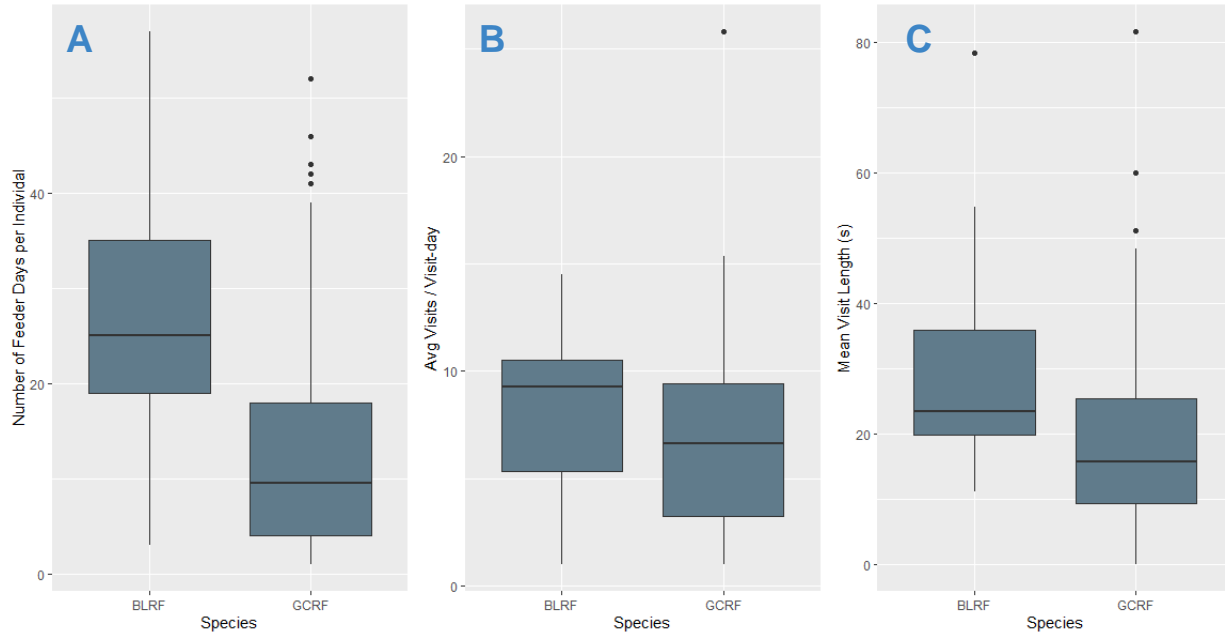 A
Number of Feeder Days per Individal
40
20
0
BLRF GCRF
Species
B
Avg Visits / Visit-day
20
10
0
BLRF GCRF
Species
C
Mean Visit Length (s)
80
60
40
20
0
BLRF GCRF
Species